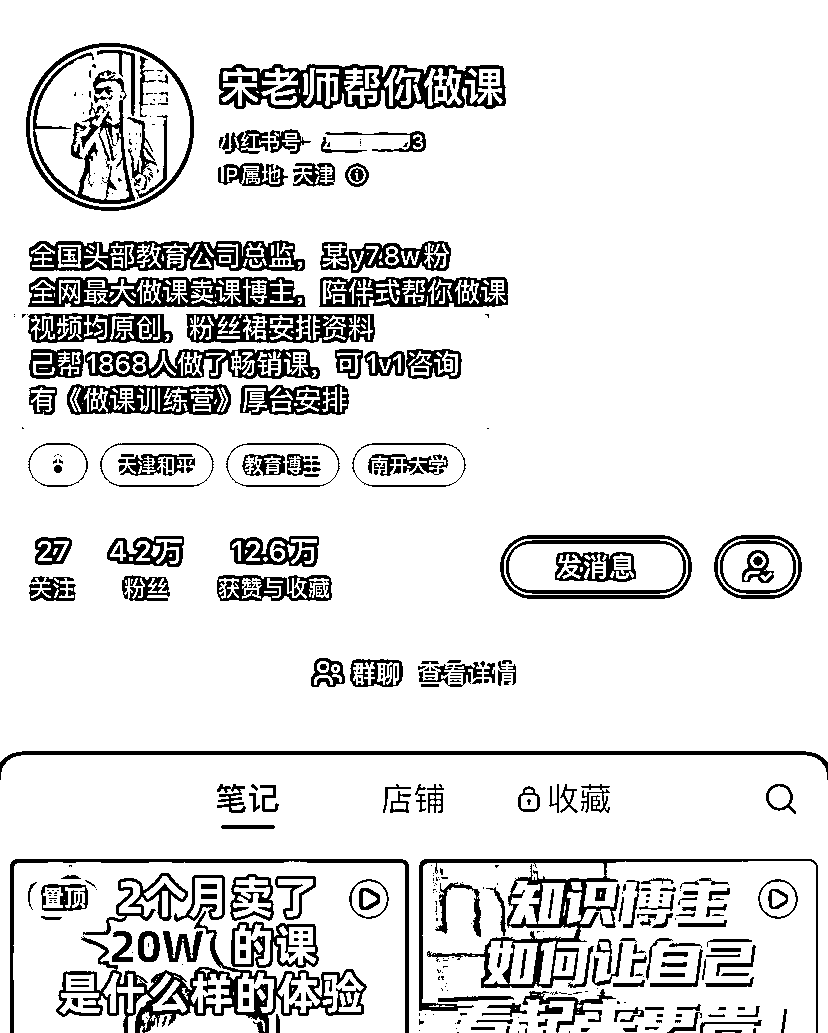 宋老师帮你做课
小红书号
IP属地 天津
全国头部教育公司总监，某y7.8w粉
全网最大做课卖课博主，陪伴式帮你做课
视频均原创，粉丝裙安排资料
己帮1868人做了畅销课，可1v1咨询
有《做课训练营》厚台安排
天津和平 教育博主 南开大学
27 4.2万 12.6万 发消息
关注 粉丝 获赞与收藏
群聊 查看详情
笔记 店铺 收藏
置顶 2个月卖了
20W 的课
是什么样的体验
知识博主
如何让自己